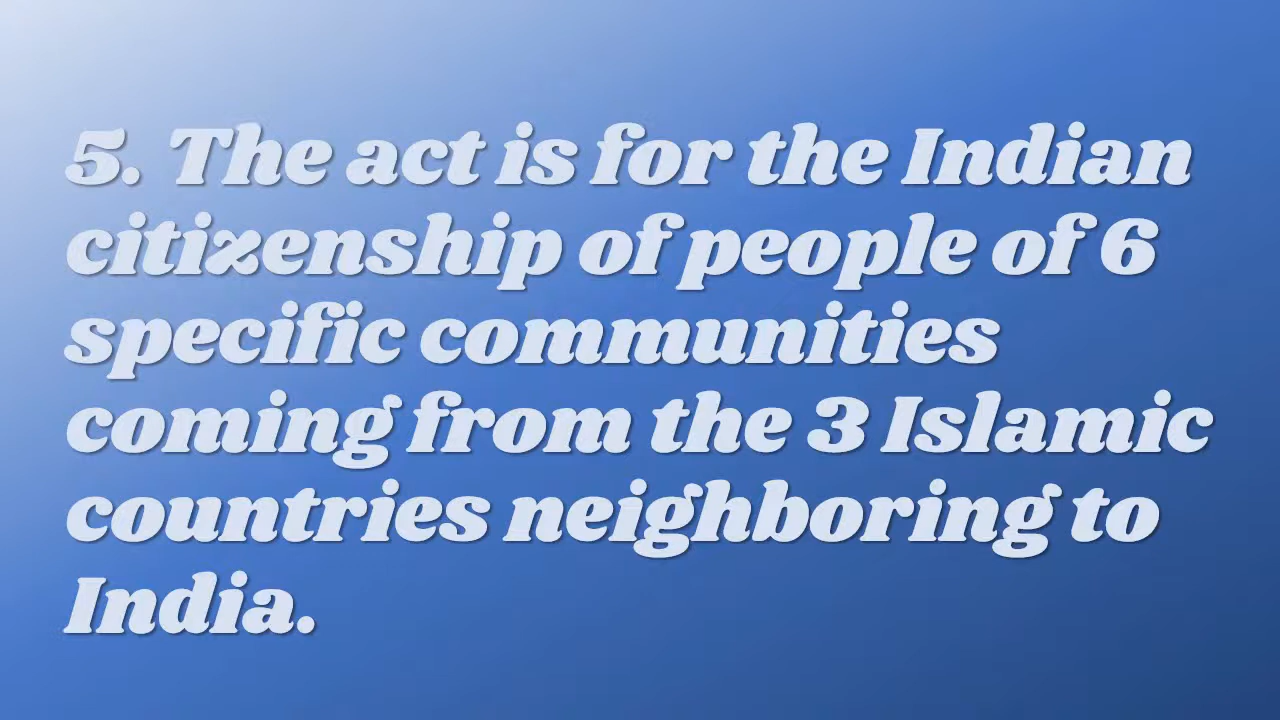 5. The act is for the Indian
citizenship of people of 6
specific communities
coming from the 3 Islamic
countries neighboring to
India.